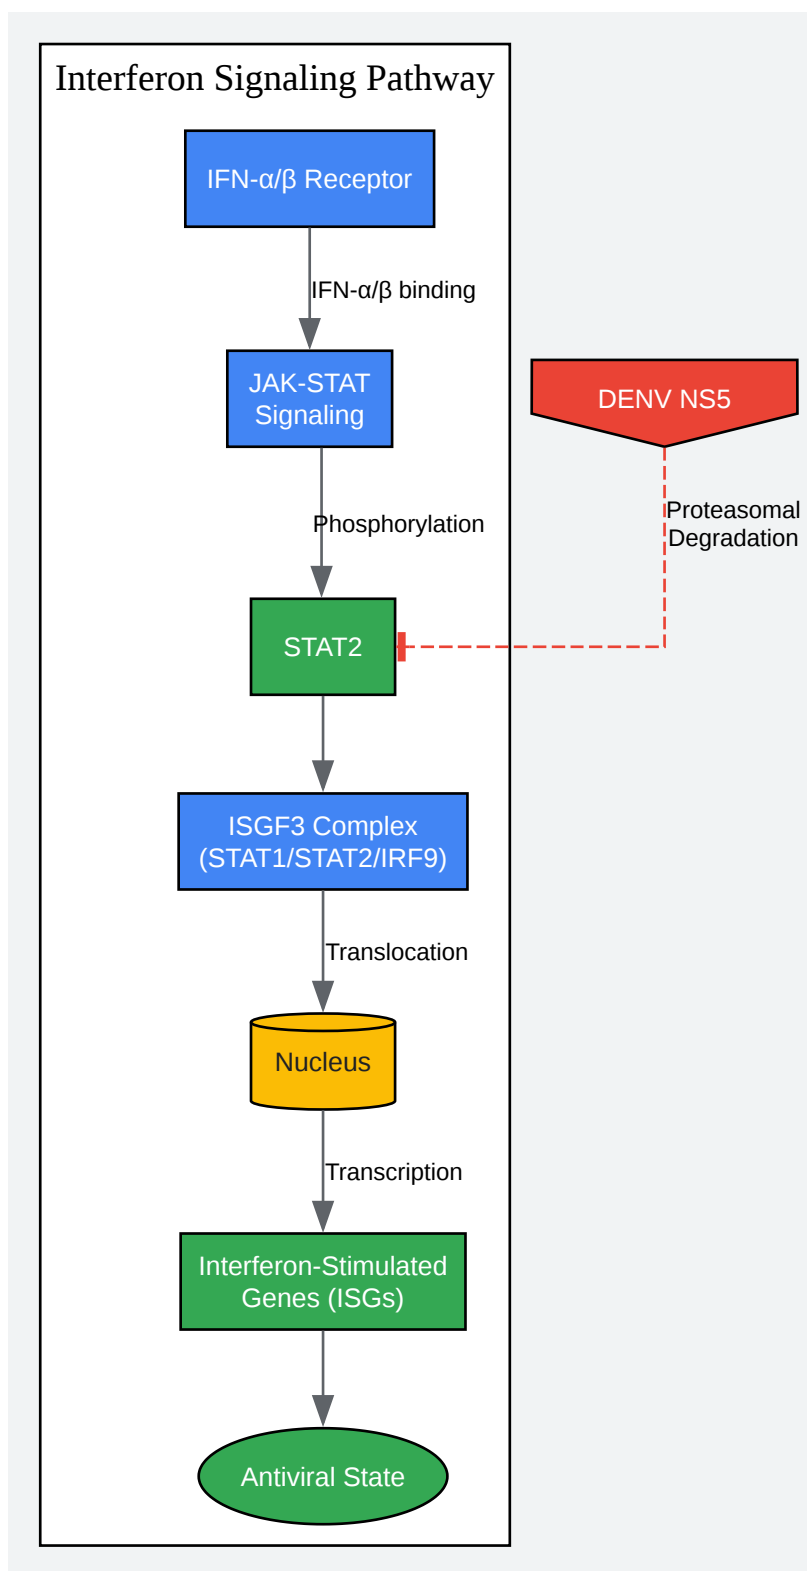 Interferon Signaling Pathway
IFN-α/β Receptor
IFN-α/β binding
JAK-STAT
Signaling
DENV NS5
Phosphorylation
Proteasomal
Degradation
STAT2
ISGF3 Complex
(STAT1/STAT2/IRF9)
Translocation
Nucleus
Transcription
Interferon-Stimulated
Genes (ISGs)
Antiviral State